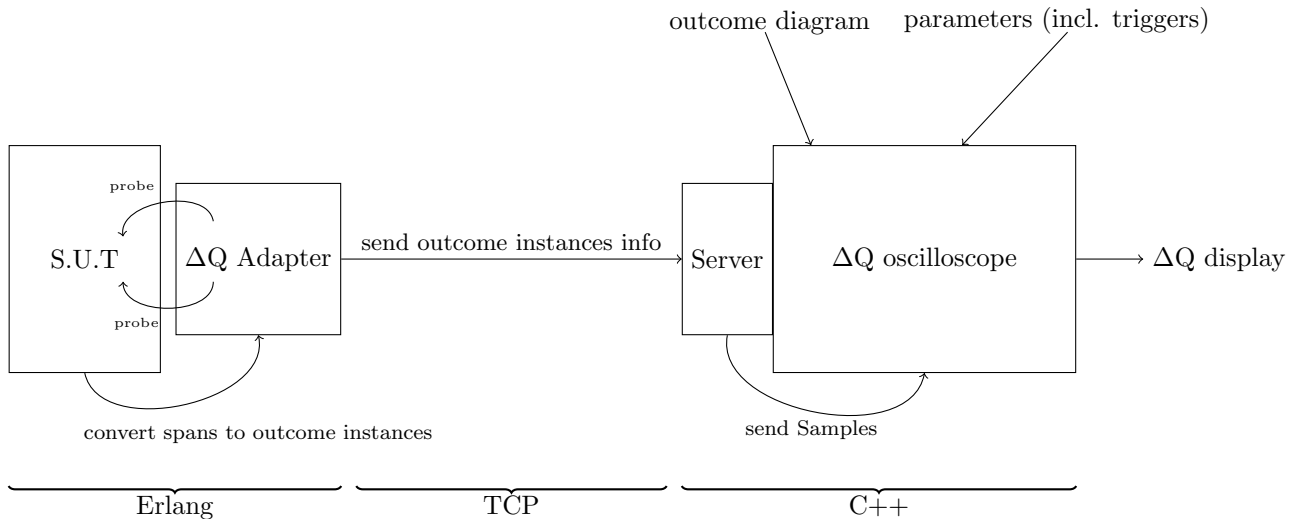 outcome diagram
parameters (incl. triggers)
probe
S.U.T
ΔQ Adapter
send outcome instances info
Server
ΔQ oscilloscope
ΔQ display
probe
convert spans to outcome instances
send Samples
Erlang
TCP
C++